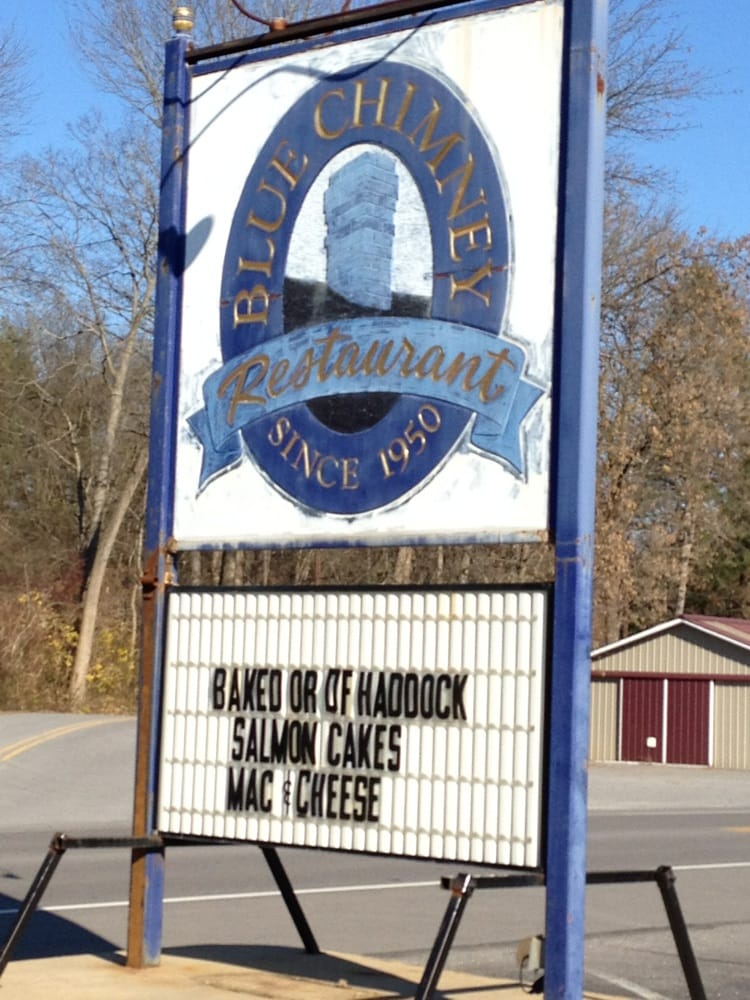 BLUE CHIMNEY
Restaurant
SINCE 1950
BAKED OR DF HADDOCK
SALMON CAKES
MAC & CHEESE